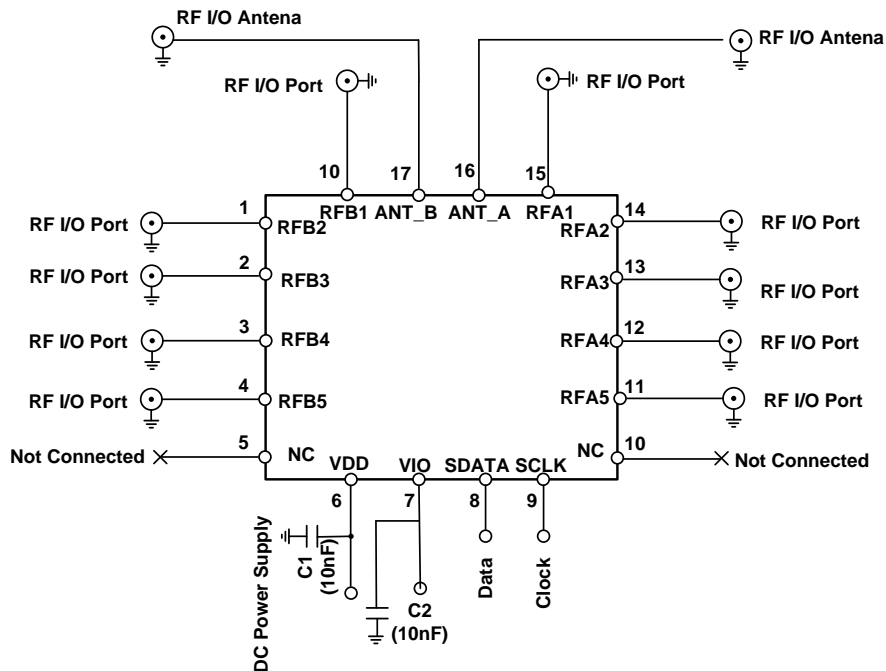 RF I/O Antena
RF I/O Antena
RF I/O Port
RF I/O Port
10
17
16
15
RFB1
ANT_B
ANT_A
RFA1
RF I/O Port
1
RFB2
RFA2
14
RF I/O Port
RF I/O Port
2
RFB3
RFA3
13
RF I/O Port
RF I/O Port
3
RFB4
RFA4
12
RF I/O Port
RF I/O Port
4
RFB5
RFA5
11
RF I/O Port
Not Connected
5
NC
NC
10
Not Connected
VDD
VIO
SDATA
SCLK
6
7
8
9
DC Power Supply
C1
(10nF)
C2
(10nF)
Data
Clock